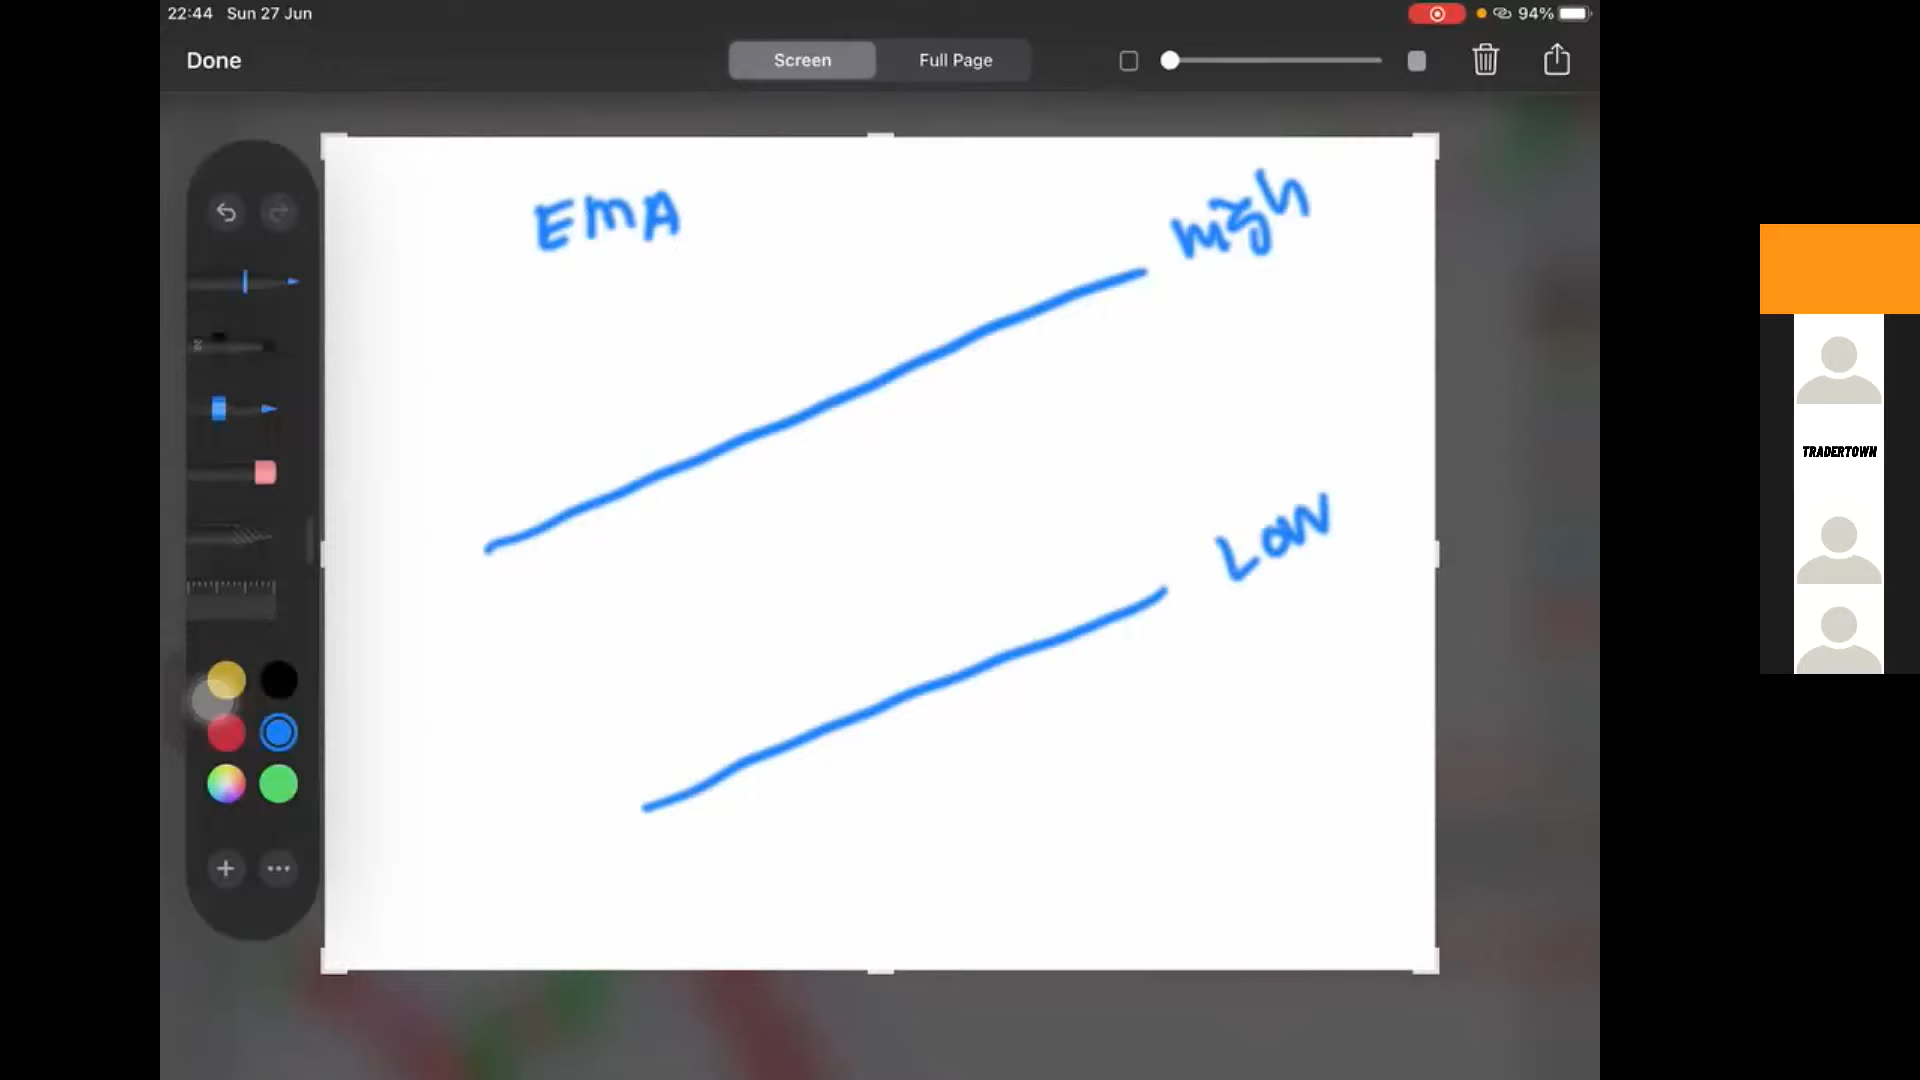 22:44 Sun 27 Jun
94%
Done
Screen
Full Page
EMA
High
Low
TRADERTOWN